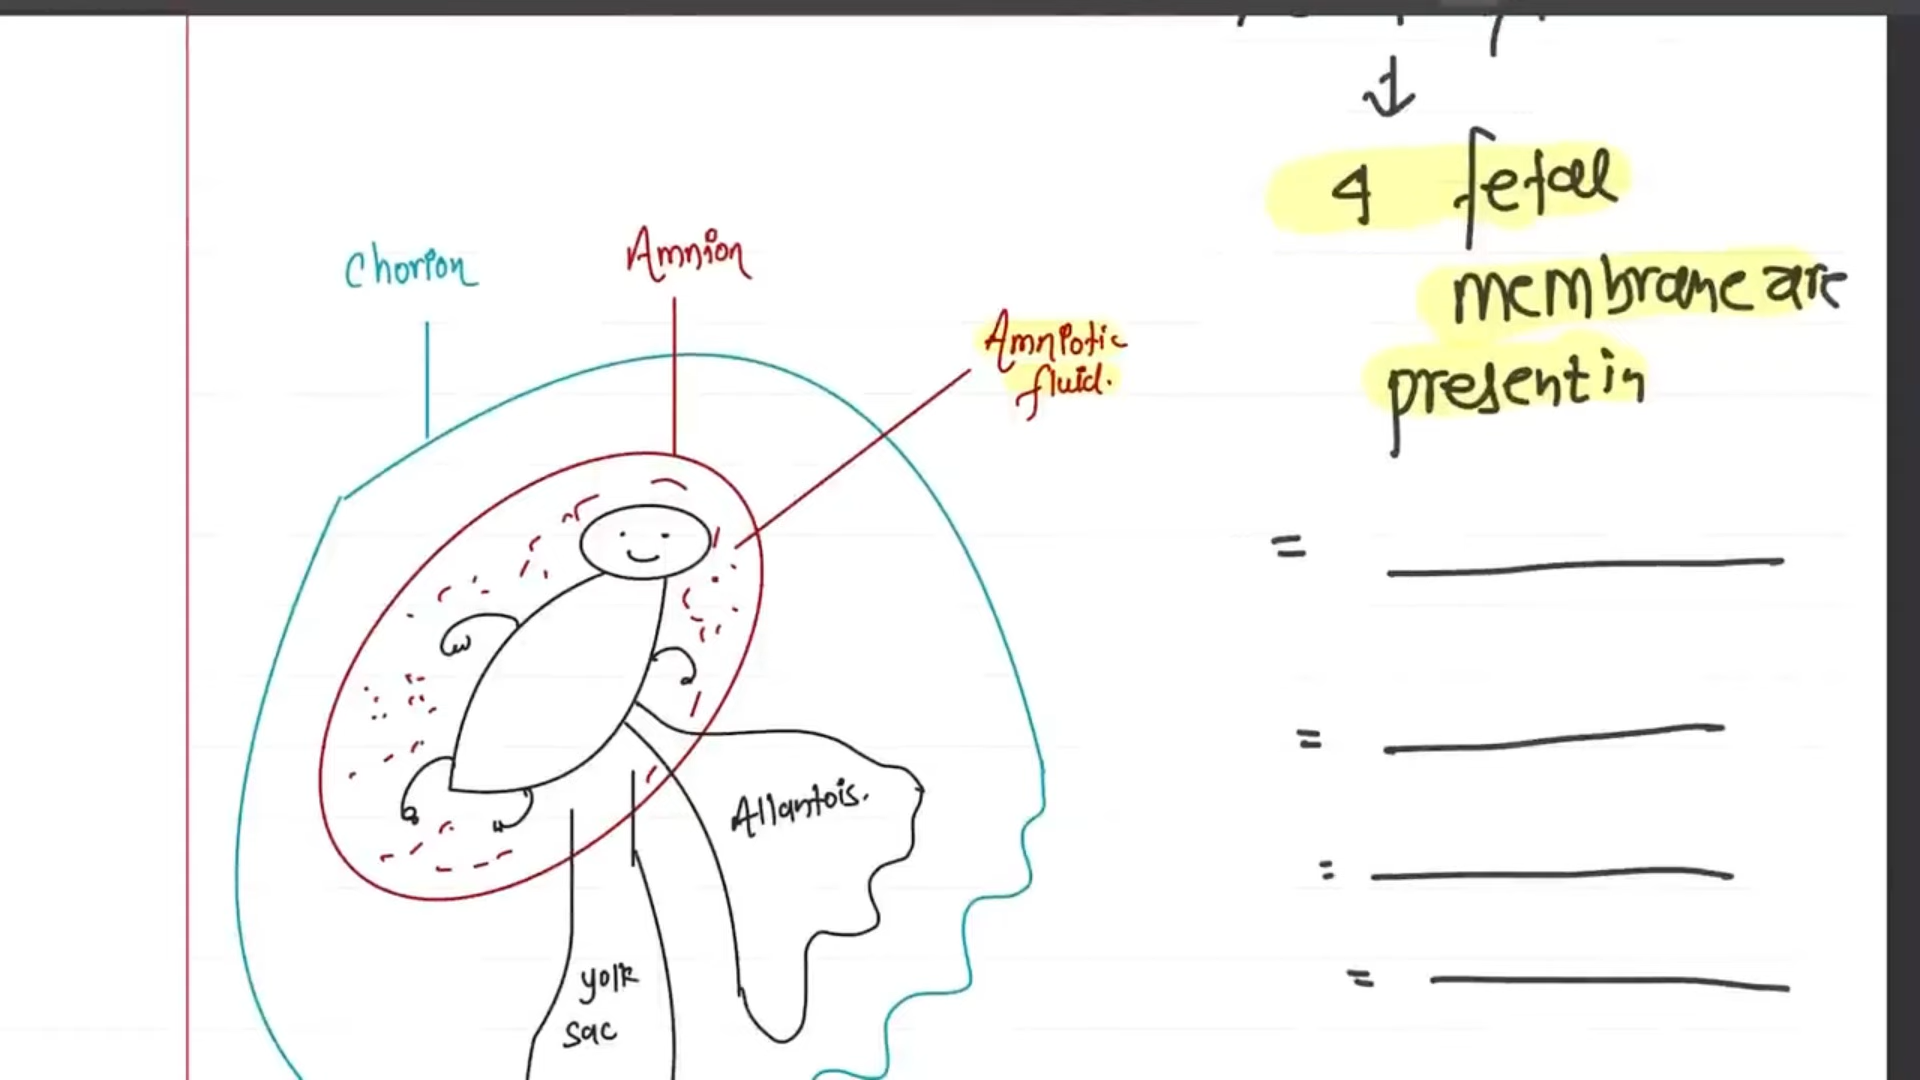 4 fetal
membrane are
present in
Chorion
Amnion
Amniotic
fluid.
Allantois.
yolk
sac
=
=
=
=